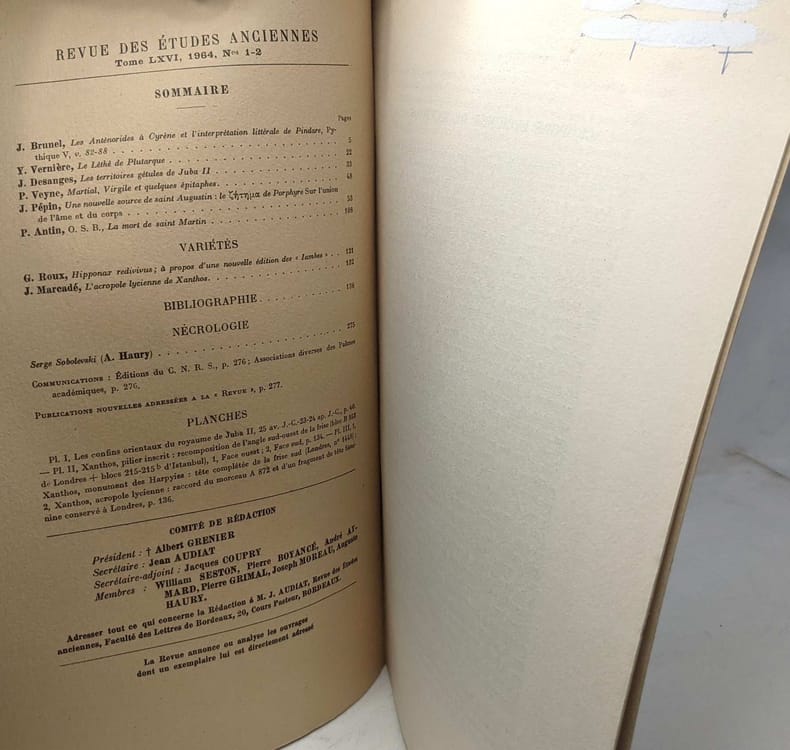 REVUE DES ÉTUDES ANCIENNES
Tome LXVI, 1964, Nos 1-2
SOMMAIRE
Pages
J. Brunel, Les Anténorides à Cyrène et l'interprétation littérale de Pindare, Py-
thique V, v. 82-88 . . . . . . . . . . . . . . . . . . . . . . 5
Y. Vernière, Le Léthé de Plutarque . . . . . . . . . . . . . . . 22
J. Desanges, Les territoires gétules de Juba II . . . . . . . . . . . 33
P. Veyne, Martial, Virgile et quelques épitaphes. . . . . . . . . . . 48
J. Pépin, Une nouvelle source de saint Augustin : le ζήτημα de Porphyre Sur l'union
de l'âme et du corps . . . . . . . . . . . . . . . . . . . . . 53
P. Antin, O. S. B., La mort de saint Martin . . . . . . . . . . . . 108
VARIÉTÉS
G. Roux, Hipponax redivivus ; à propos d'une nouvelle édition des « Iambes » . . . 121
J. Marcadé, L'acropole lycienne de Xanthos. . . . . . . . . . . . . 132
BIBLIOGRAPHIE . . . . . . . . . . 138
NÉCROLOGIE
Serge Sobolevski (A. Haury) . . . . . . . . . . . . . . . . . . 275
Communications : Éditions du C. N. R. S., p. 276 ; Associations diverses des Palmes
académiques, p. 276.
Publications nouvelles adressées a la « Revue », p. 277.
PLANCHES
Pl. I, Les confins orientaux du royaume de Juba II, 25 av. J.-C.-23-24 ap. J.-C., p. 46.
— Pl. II, Xanthos, pilier inscrit : recomposition de l'angle sud-ouest de la frise (bloc B
de Londres + blocs 215-215 b d'Istanbul), 1, Face ouest ; 2, Face sud, p. 134. — Pl. III, 1,
Xanthos, monument des Harpyies : tête complétée de la frise sud (Londres, nº
2, Xanthos, acropole lycienne : raccord du morceau A 872 et d'un fragment de tête fémi-
nine conservé à Londres, p. 136.
COMITÉ DE RÉDACTION
Président : † Albert GRENIER
Secrétaire : Jean AUDIAT
Secrétaire-adjoint : Jacques COUPRY
Membres : William SESTON, Pierre BOYANCÉ, André AY-
MARD, Pierre GRIMAL, Joseph MOREAU, Auguste
HAURY.
Adresser tout ce qui concerne la Rédaction à M. J. AUDIAT, Revue des Études
anciennes, Faculté des Lettres de Bordeaux, 20, Cours Pasteur, BORDEAUX.
La Revue annonce ou analyse les ouvrages
dont un exemplaire lui est directement adressé